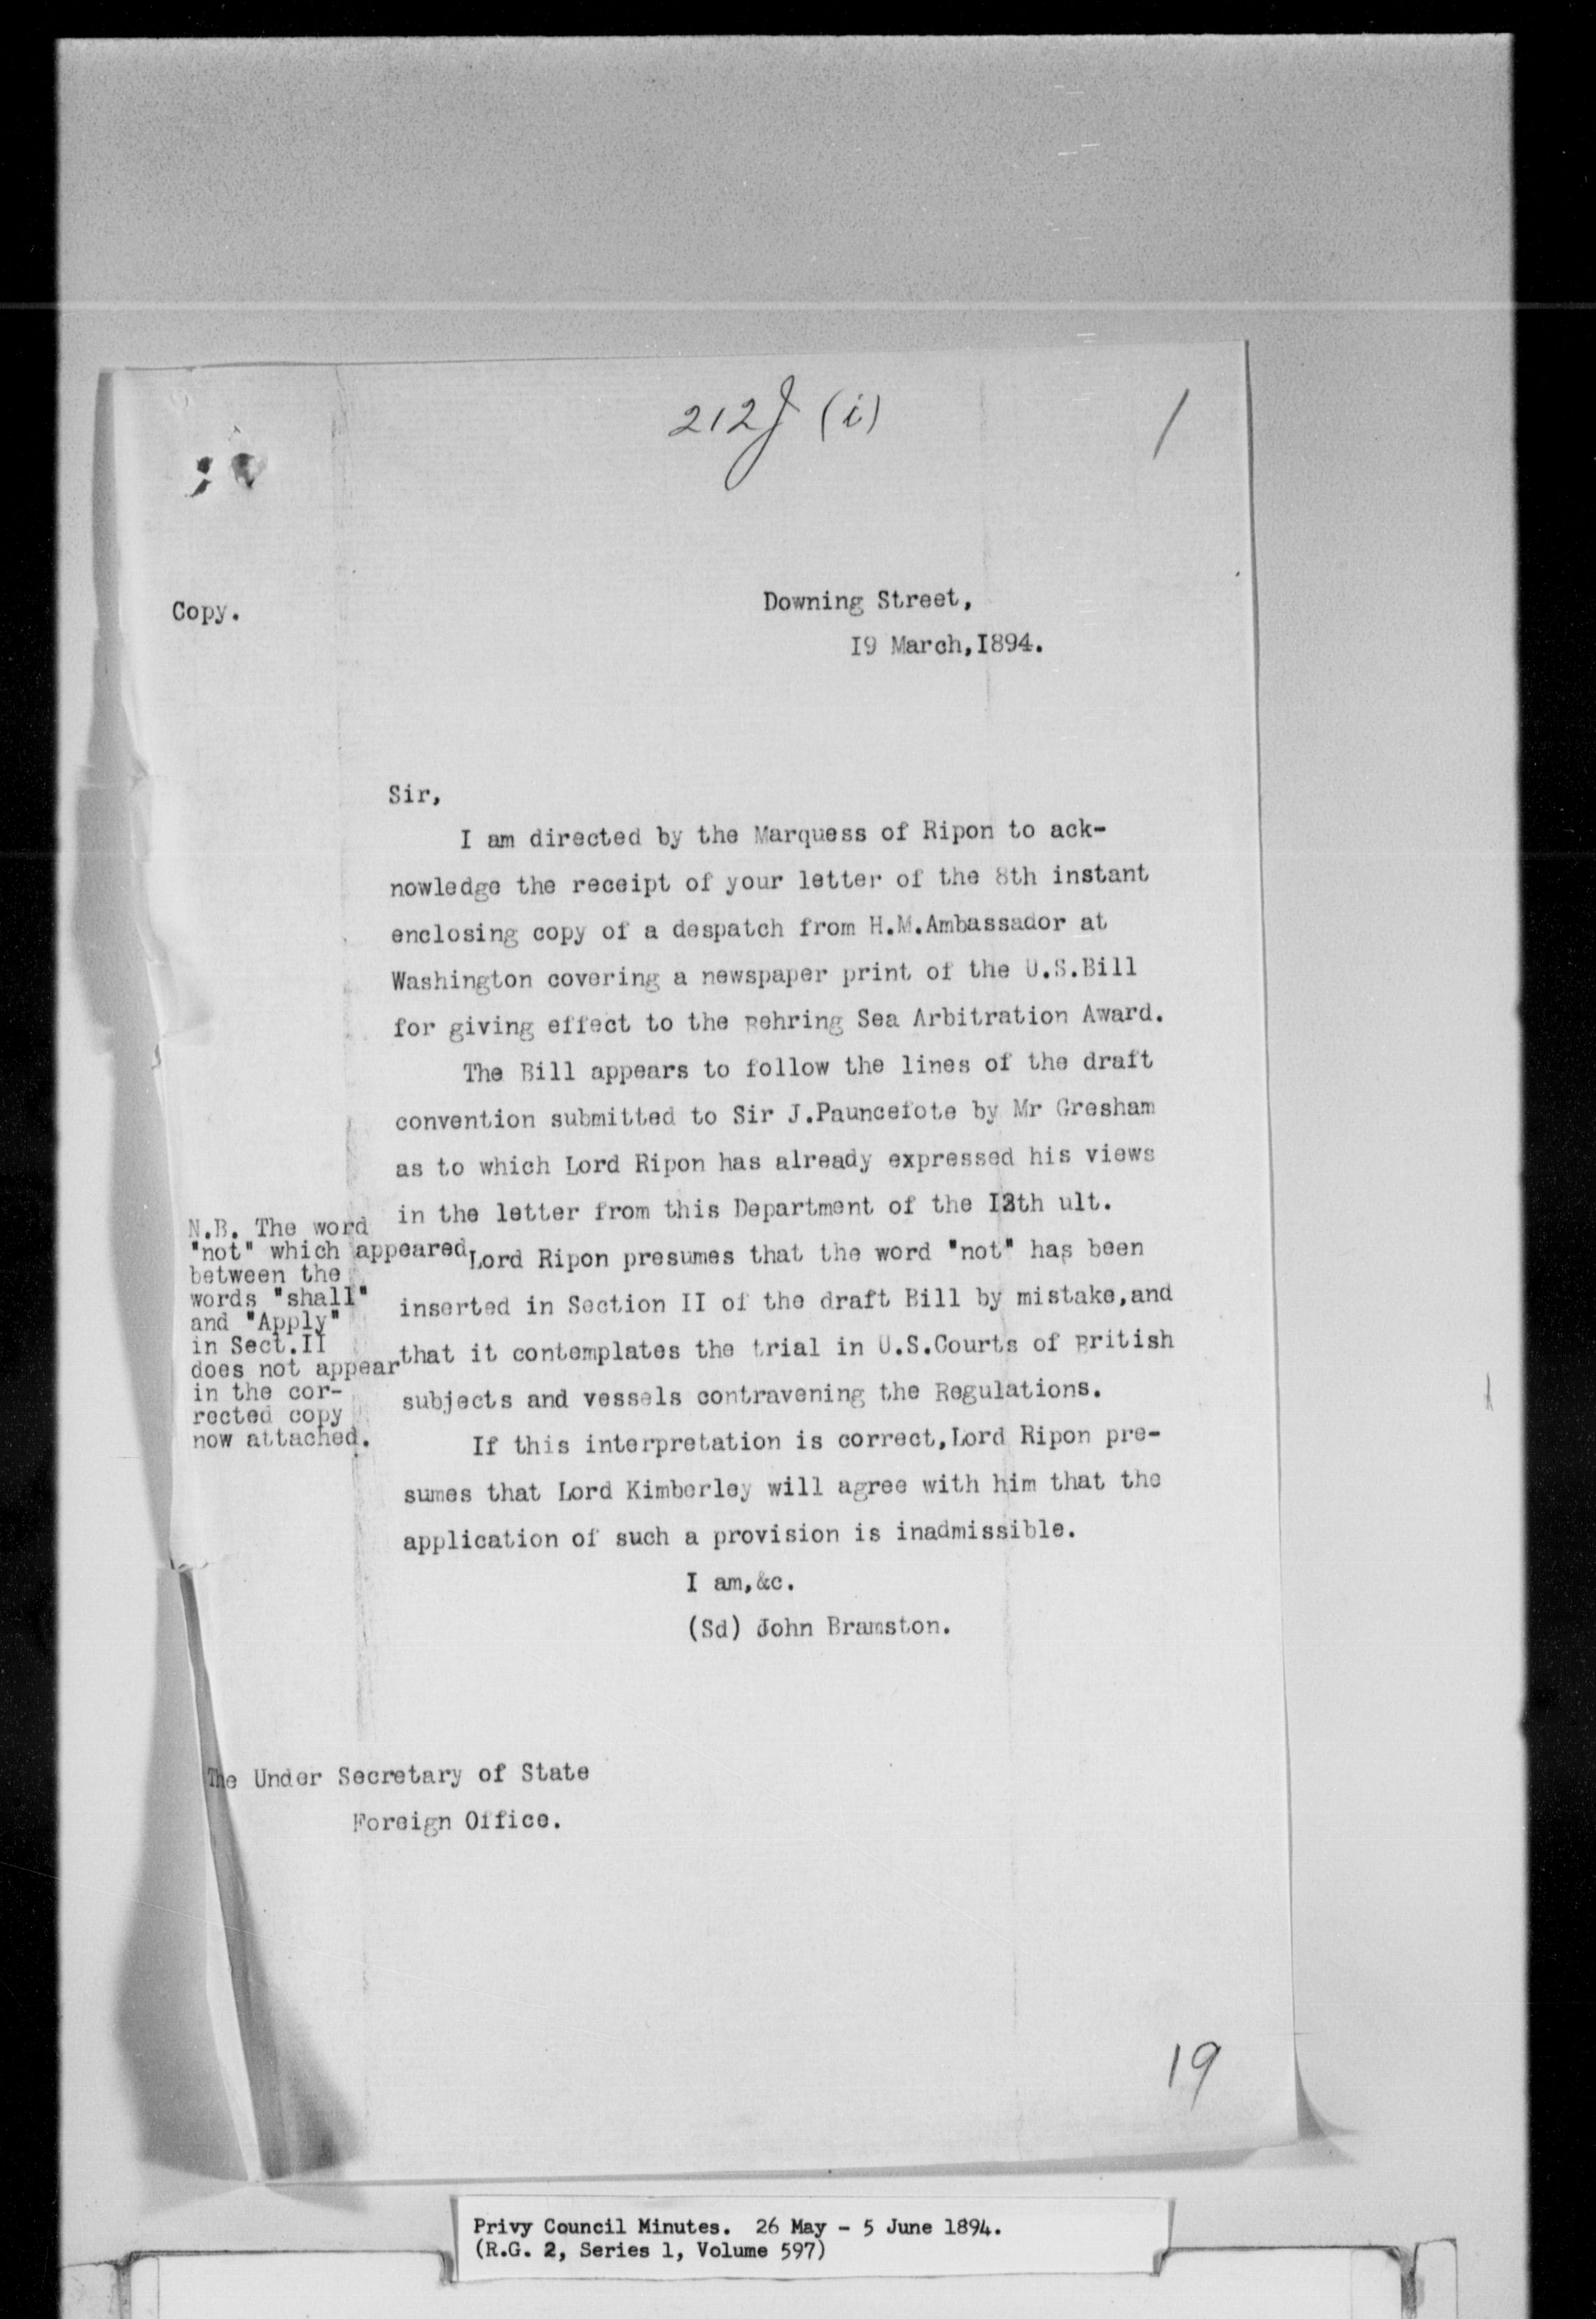 212J (i)
1
Copy.
Downing Street,
I9 March,I894.
Sir,
I am directed by the Marquess of Ripon to ack-
nowledge the receipt of your letter of the 8th instant
enclosing copy of a despatch from H.M.Ambassador at
Washington covering a newspaper print of the U.S.Bill
for giving effect to the Behring Sea Arbitration Award.
The Bill appears to follow the lines of the draft
convention submitted to Sir J.Pauncefote by Mr Gresham
as to which Lord Ripon has already expressed his views
in the letter from this Department of the ult.
Lord Ripon presumes that the word "not" has been
inserted in Section II of the draft Bill by mistake,and
that it contemplates the trial in U.S.Courts of British
subjects and vessels contravening the Regulations.
If this interpretation is correct,Lord Ripon pre-
sumes that Lord Kimberley will agree with him that the
application of such a provision is inadmissible.
I am,&c.
(Sd) John Bramston.
N.B. The word
"not" which appeared
between the
words "shall"
and "Apply"
in Sect.II
does not appear
in the cor-
rected copy
now attached.
The Under Secretary of State
Foreign Office.
19
Privy Council Minutes. 26 May - 5 June 1894.
(R.G. 2, Series 1, Volume 597)